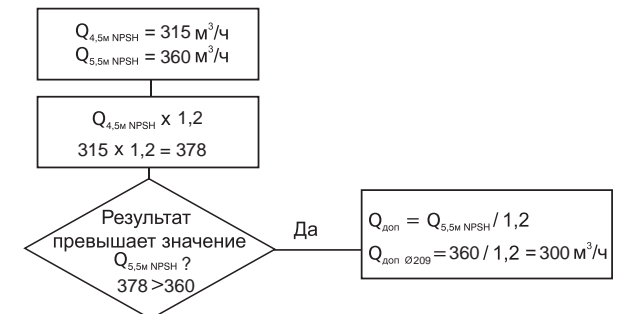 Q4,5м NPSH = 315 м³/ч
Q5,5м NPSH = 360 м³/ч
Q4,5м NPSH х 1,2
315 х 1,2 = 378
Результат
превышает значение
Q5,5м NPSH ?
378 >360
Да
Qдоп = Q5,5м NPSH / 1,2
Qдоп Ø209 = 360 / 1,2 = 300 м³/ч